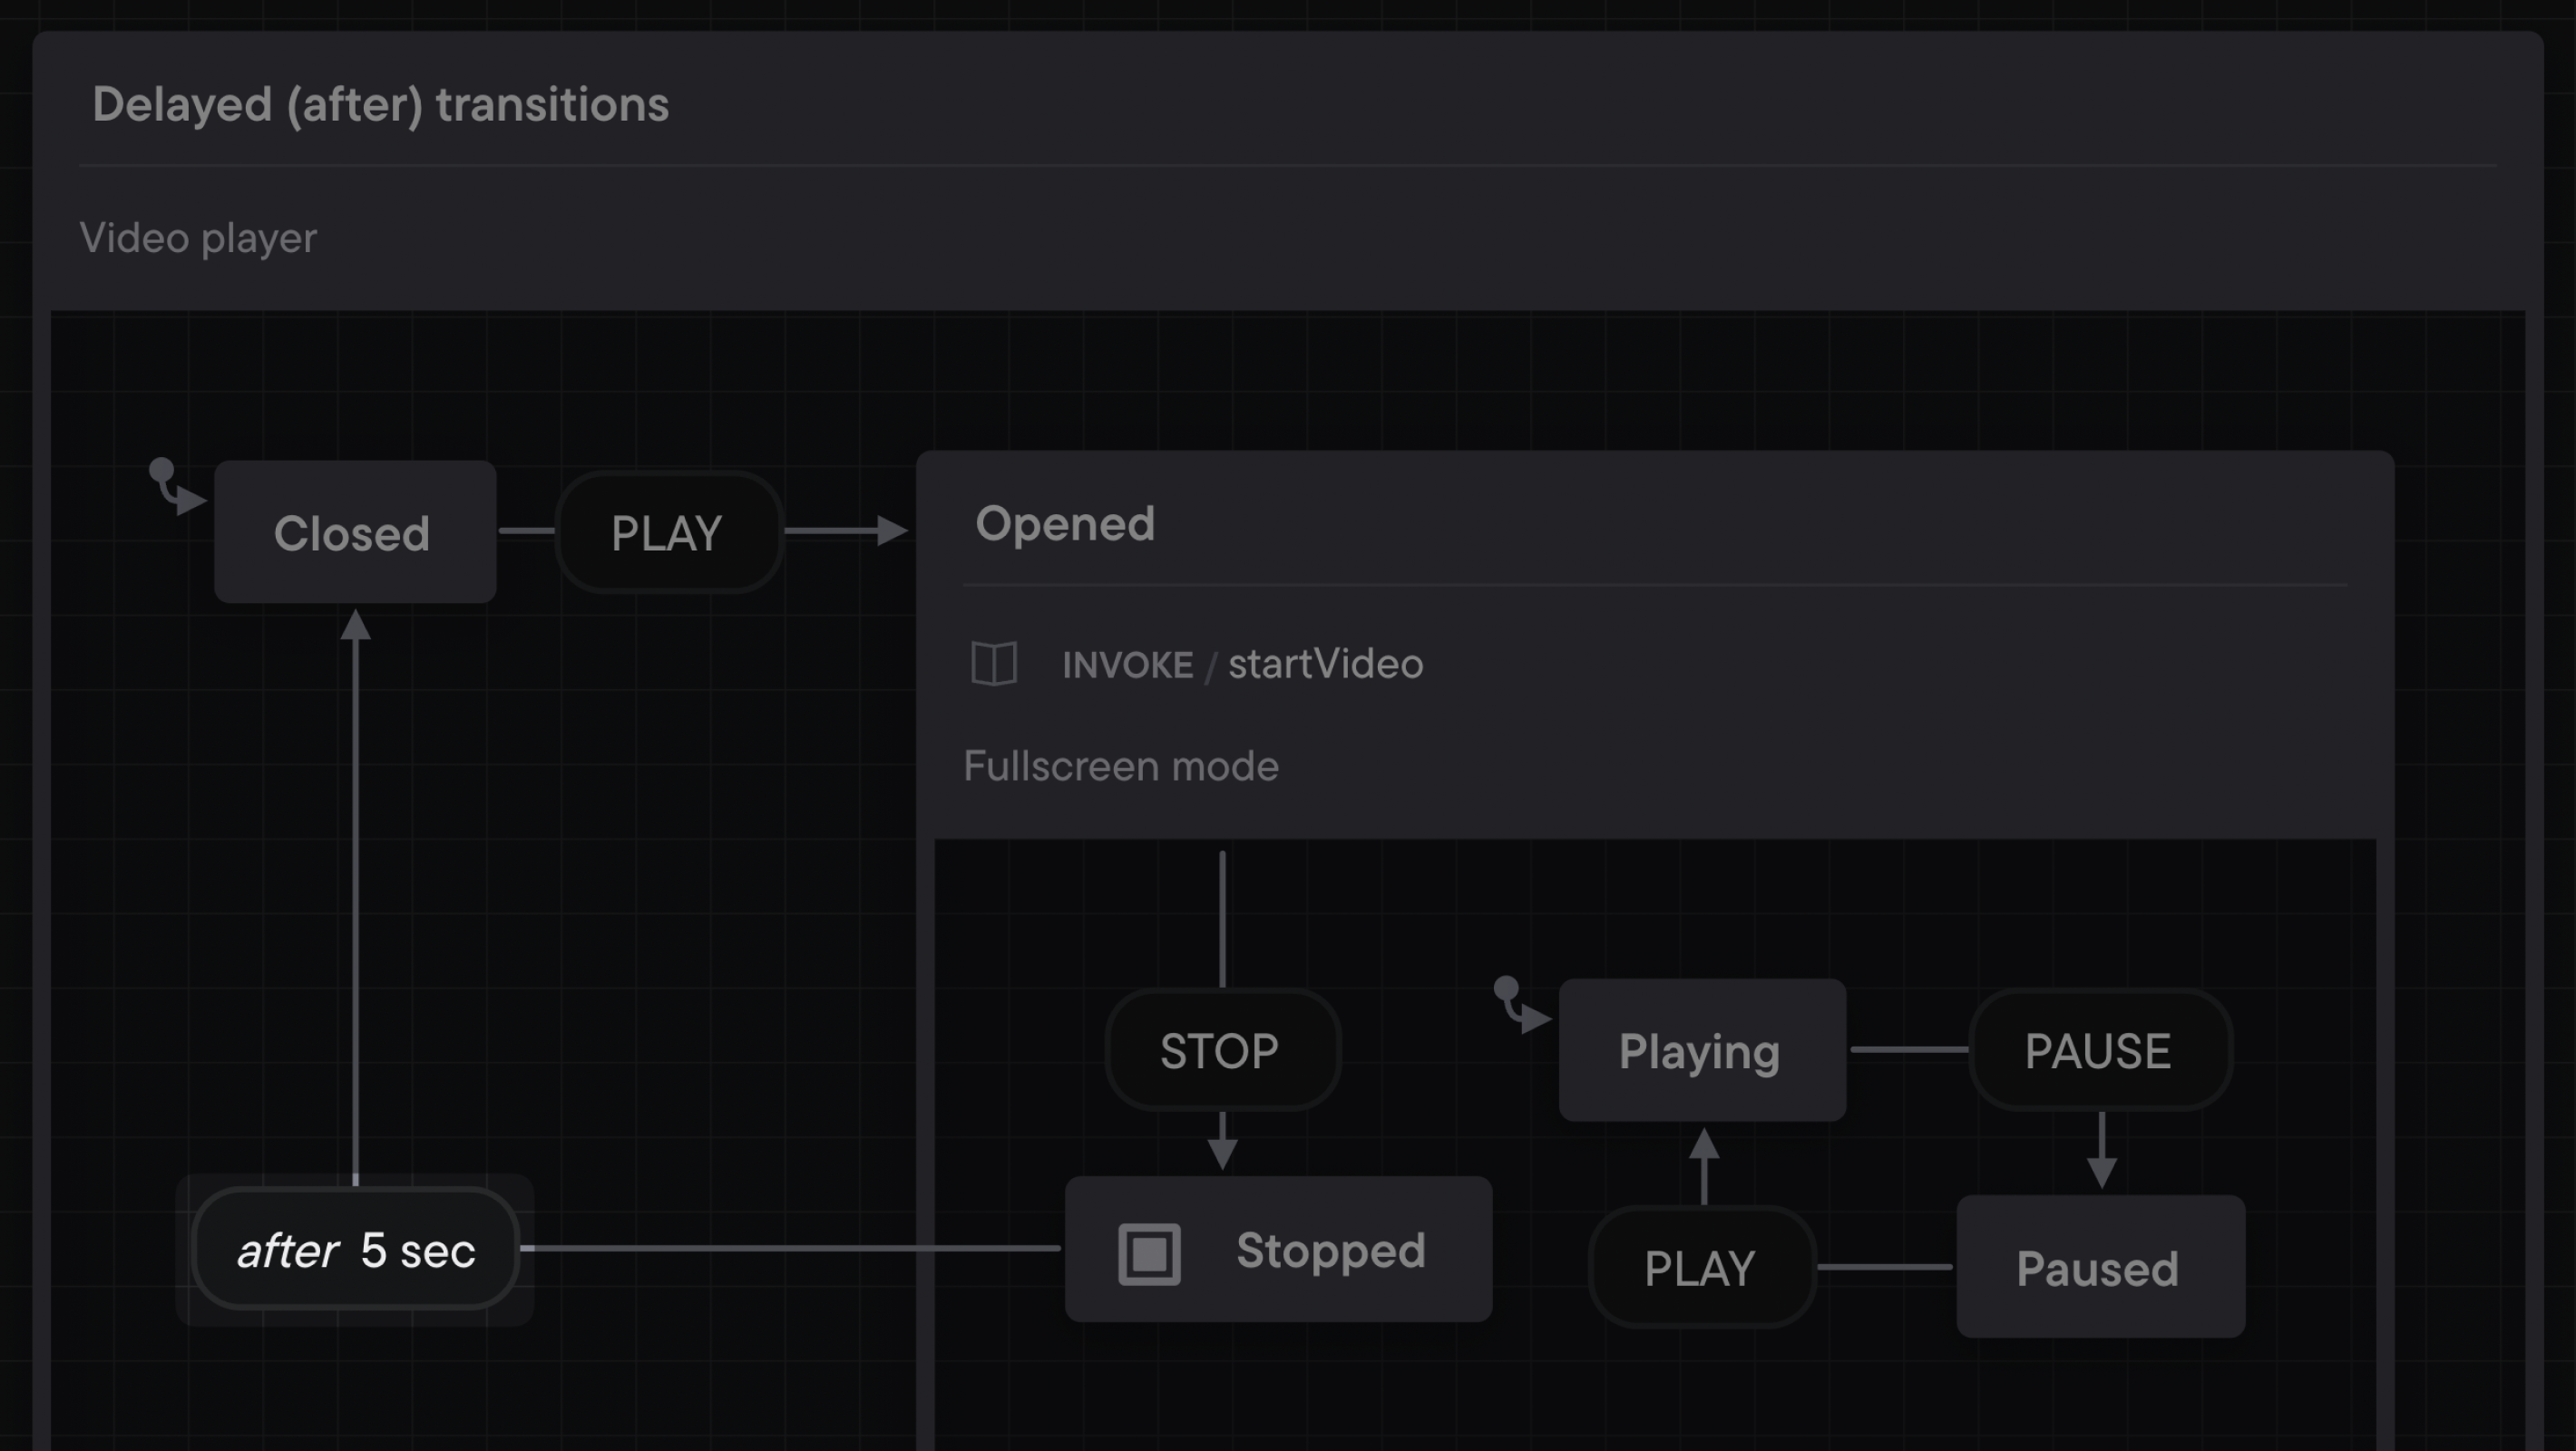 Delayed (after) transitions
Video player
Closed
PLAY
Opened
INVOKE / startVideo
Fullscreen mode
STOP
Playing
PAUSE
after 5 sec
Stopped
PLAY
Paused